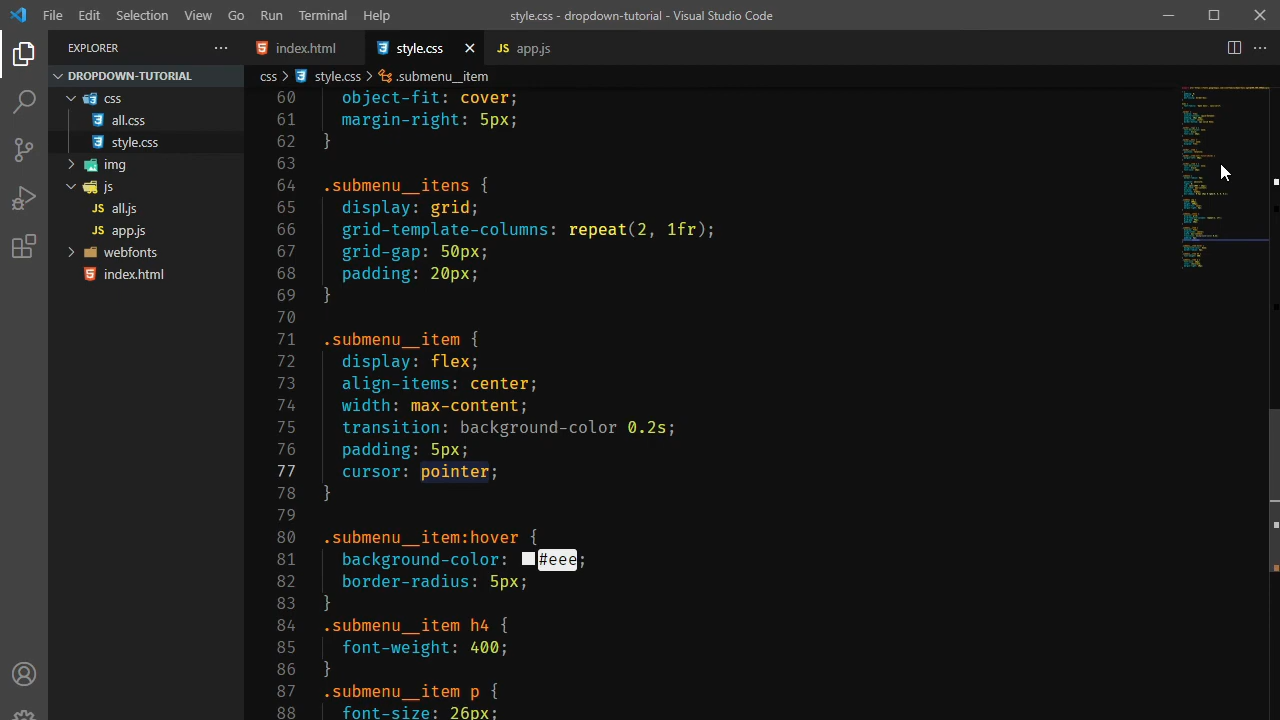 File Edit Selection View Go Run Terminal Help style.css - dropdown-tutorial - Visual Studio Code
EXPLORER
DROPDOWN-TUTORIAL
css
all.css
style.css
img
js
JS all.js
JS app.js
webfonts
index.html
index.html style.css JS app.js
css > style.css > .submenu__item
60 object-fit: cover;
61 margin-right: 5px;
62 }
63
64 .submenu__itens {
65 display: grid;
66 grid-template-columns: repeat(2, 1fr);
67 grid-gap: 50px;
68 padding: 20px;
69 }
70
71 .submenu__item {
72 display: flex;
73 align-items: center;
74 width: max-content;
75 transition: background-color 0.2s;
76 padding: 5px;
77 cursor: pointer;
78 }
79
80 .submenu__item:hover {
81 background-color: #eee;
82 border-radius: 5px;
83 }
84 .submenu__item h4 {
85 font-weight: 400;
86 }
87 .submenu__item p {
88 font-size: 26px;